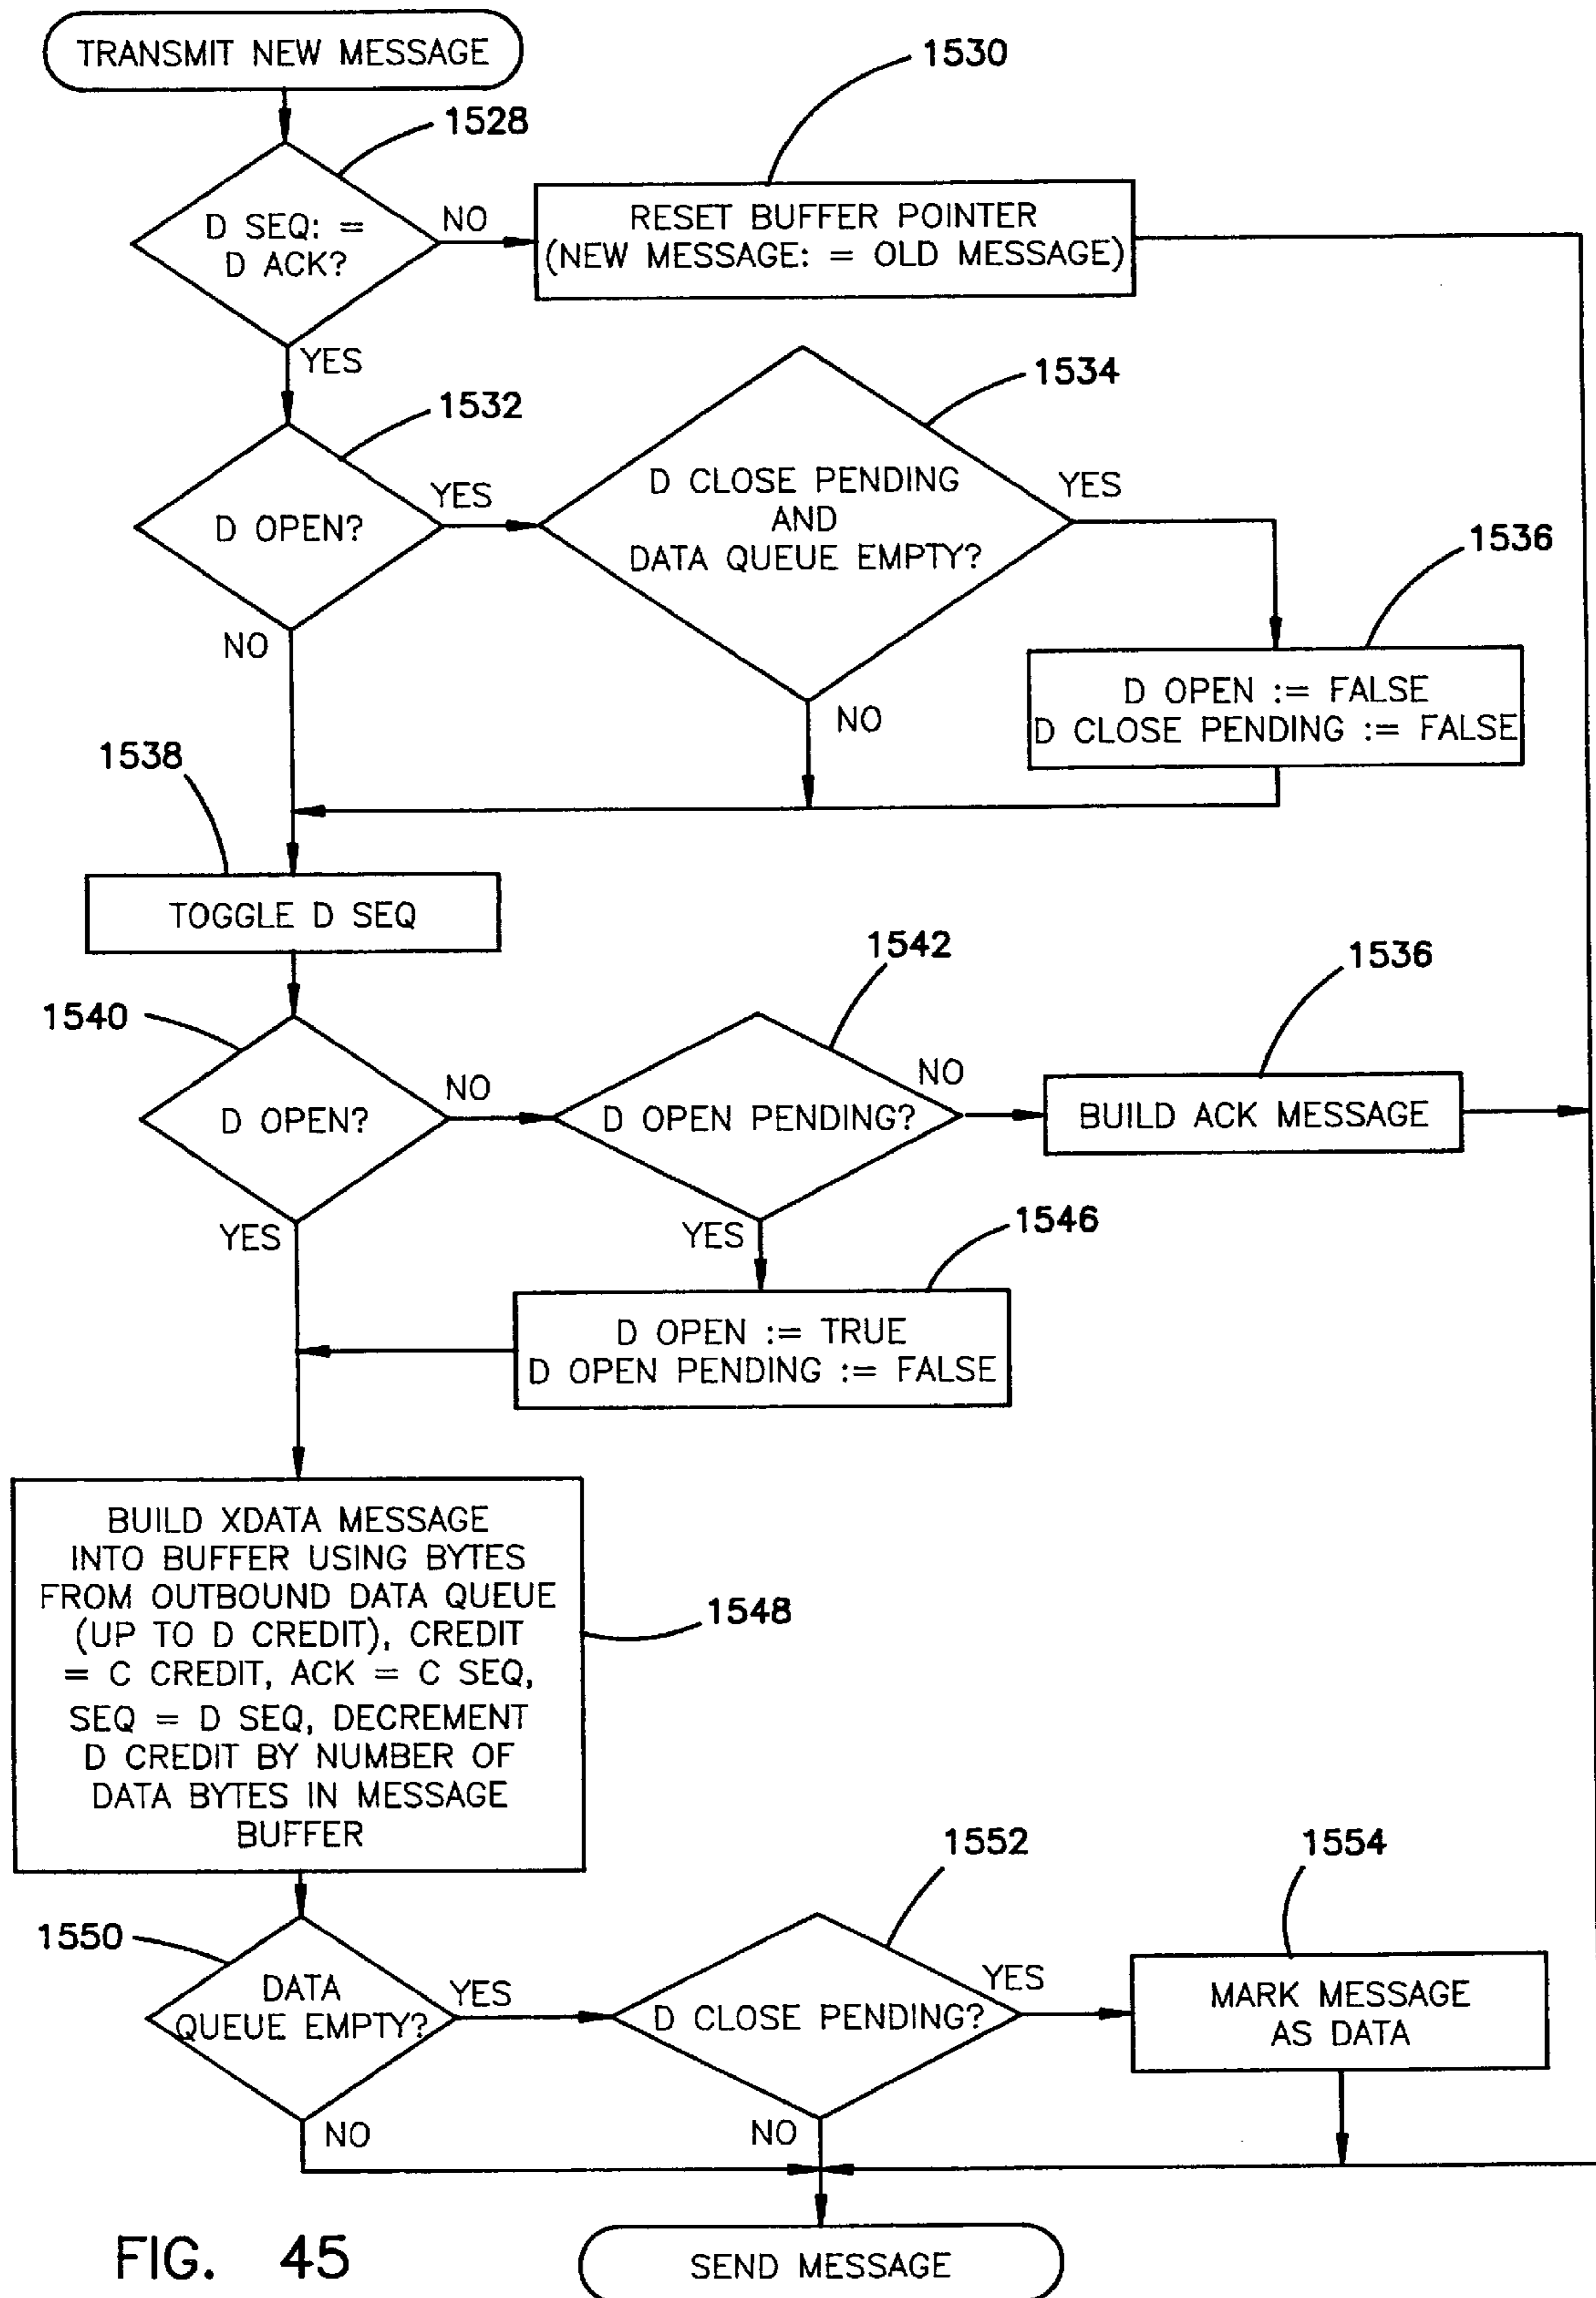 TRANSMIT NEW MESSAGE
1530
1528
D SEQ: =
D ACK?
NO
RESET BUFFER POINTER
(NEW MESSAGE: = OLD MESSAGE)
YES
1532
1534
D OPEN?
YES
D CLOSE PENDING
AND
DATA QUEUE EMPTY?
YES
1536
NO
NO
D OPEN := FALSE
D CLOSE PENDING := FALSE
1538
TOGGLE D SEQ
1542
1536
1540
D OPEN?
NO
D OPEN PENDING?
NO
BUILD ACK MESSAGE
YES
YES
1546
D OPEN := TRUE
D OPEN PENDING := FALSE
BUILD XDATA MESSAGE
INTO BUFFER USING BYTES
FROM OUTBOUND DATA QUEUE
(UP TO D CREDIT), CREDIT
= C CREDIT, ACK = C SEQ,
SEQ = D SEQ, DECREMENT
D CREDIT BY NUMBER OF
DATA BYTES IN MESSAGE
BUFFER
1548
1552
1554
1550
DATA
QUEUE EMPTY?
YES
D CLOSE PENDING?
YES
MARK MESSAGE
AS DATA
NO
NO
SEND MESSAGE
FIG. 45